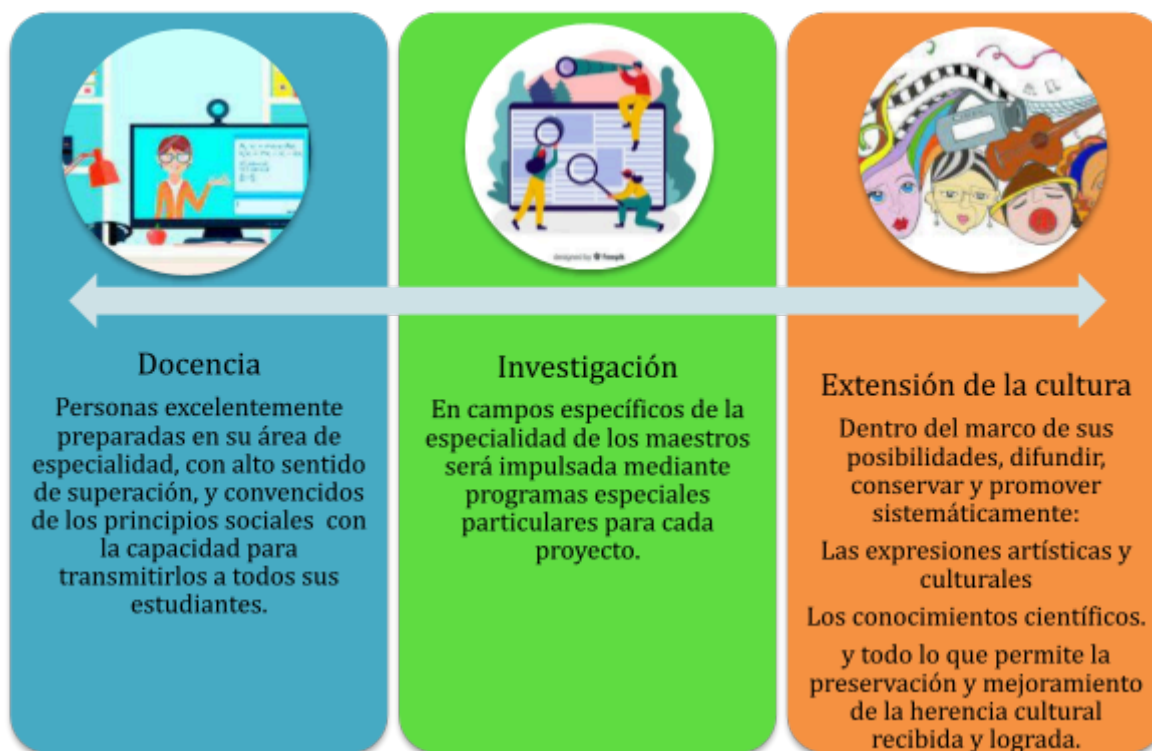 designed by freepik
Docencia
Personas excelentemente
preparadas en su área de
especialidad, con alto sentido
de superación, y convencidos
de los principios sociales con
la capacidad para
transmitirlos a todos sus
estudiantes.
Investigación
En campos específicos de la
especialidad de los maestros
será impulsada mediante
programas especiales
particulares para cada
proyecto.
Extensión de la cultura
Dentro del marco de sus
posibilidades, difundir,
conservar y promover
sistemáticamente:
Las expresiones artísticas y
culturales
Los conocimientos científicos.
y todo lo que permite la
preservación y mejoramiento
de la herencia cultural
recibida y lograda.